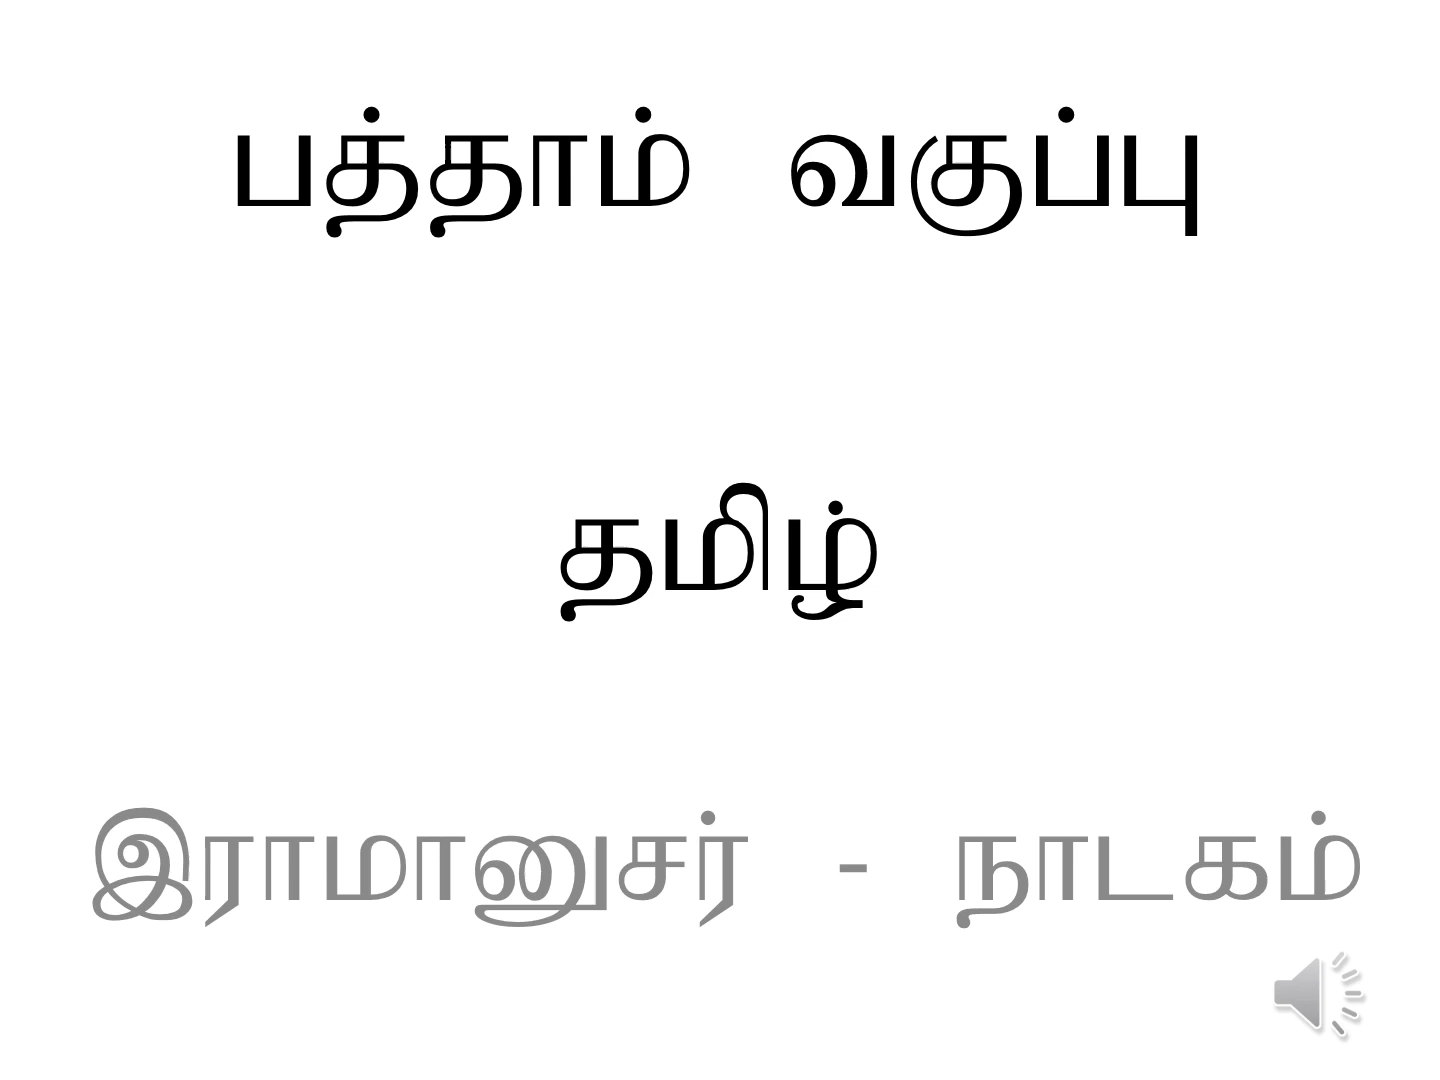 பத்தாம் வகுப்பு
தமிழ்
இராமானுசர் - நாடகம்